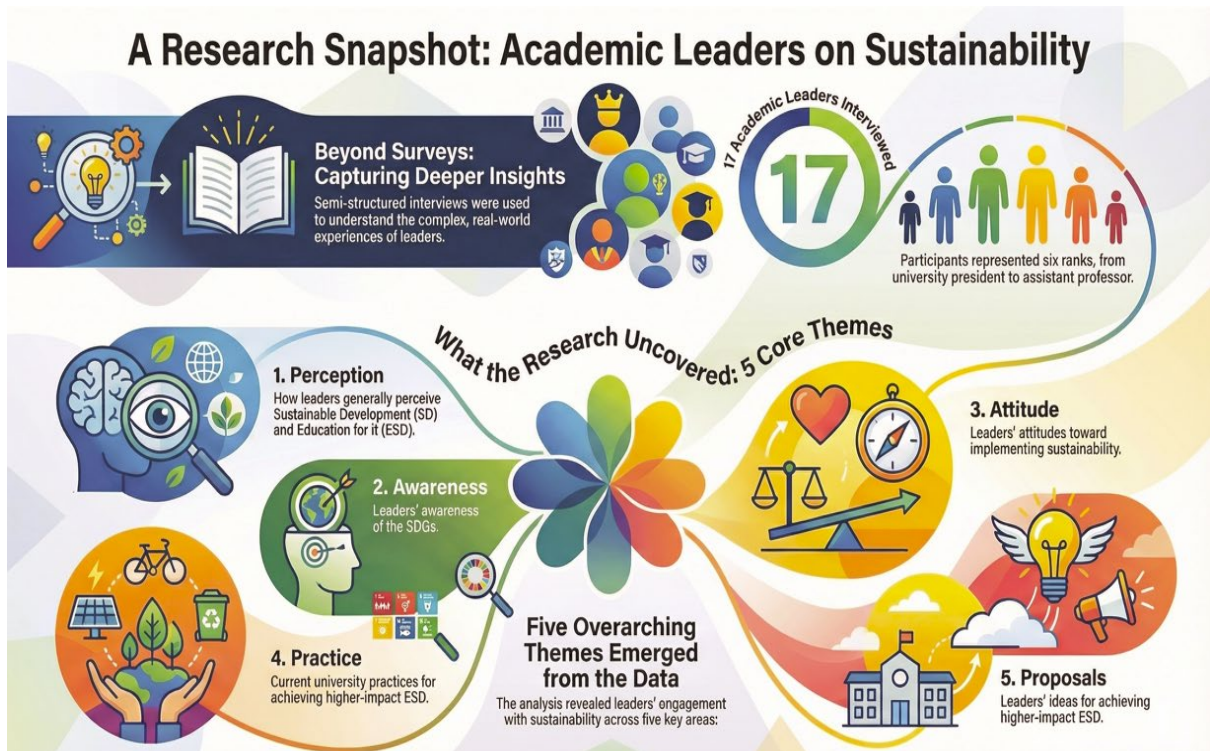 A Research Snapshot: Academic Leaders on Sustainability
Beyond Surveys:
Capturing Deeper Insights
Semi-structured interviews were used
to understand the complex, real-world
experiences of leaders.
17 Academic Leaders Interviewed
17
Participants represented six ranks, from
university president to assistant professor.
What the Research Uncovered: 5 Core Themes
1. Perception
How leaders generally perceive
Sustainable Development (SD)
and Education for it (ESD).
2. Awareness
Leaders' awareness
of the SDGs.
3. Attitude
Leaders' attitudes toward
implementing sustainability.
4. Practice
Current university practices for
achieving higher-impact ESD.
Five Overarching
Themes Emerged
from the Data
The analysis revealed leaders' engagement
with sustainability across five key areas:
5. Proposals
Leaders' ideas for achieving
higher-impact ESD.